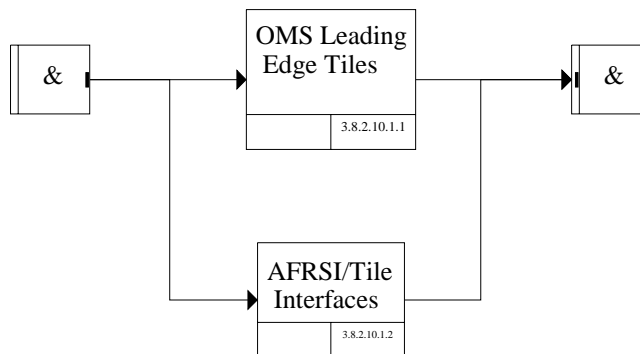 &
OMS Leading
Edge Tiles
3.8.2.10.1.1
&
AFRSI/Tile
Interfaces
3.8.2.10.1.2